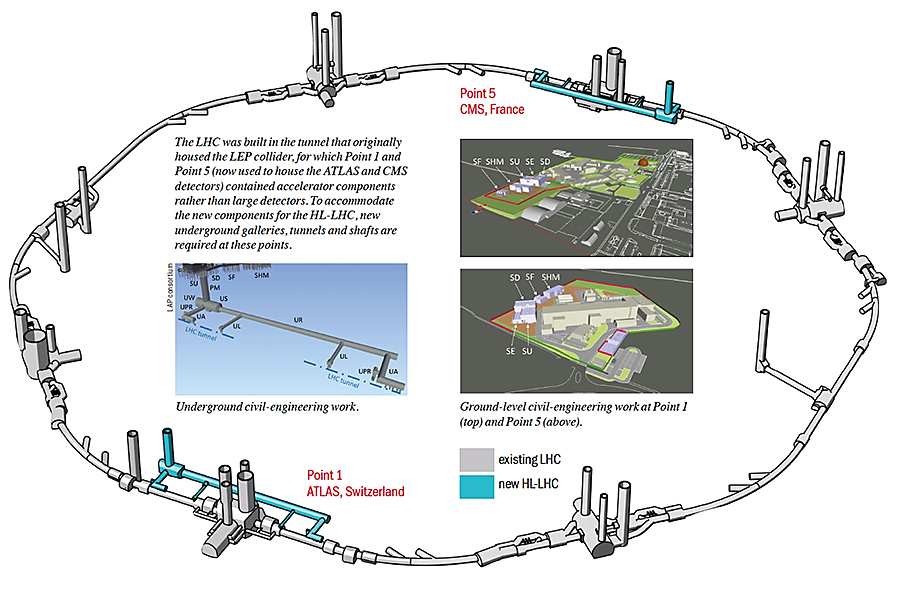 Point 5
CMS, France
The LHC was built in the tunnel that originally
housed the LEP collider, for which Point 1 and
Point 5 (now used to house the ATLAS and CMS
detectors) contained accelerator components
rather than large detectors. To accommodate
the new components for the HL-LHC, new
underground galleries, tunnels and shafts are
required at these points.
SF SHM SU SE SD
LAP consortium
SU SD SF SHM
PM
UW US
UPR UA UL UR
LHC tunnel
UL
UPR UA
LHC tunnel
Underground civil-engineering work.
SD SF SHM
SE SU
Ground-level civil-engineering work at Point 1
(top) and Point 5 (above).
existing LHC
new HL-LHC
Point 1
ATLAS, Switzerland